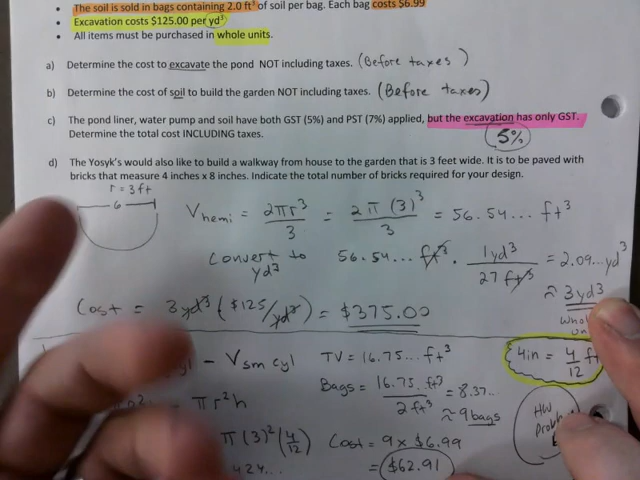 The soil is sold in bags containing 2.0 ft³ of soil per bag. Each bag costs $6.99
• Excavation costs $125.00 per yd³
• All items must be purchased in whole units.
a) Determine the cost to excavate the pond NOT including taxes. (Before taxes)
b) Determine the cost of soil to build the garden NOT including taxes. (Before taxes)
c) The pond liner, water pump and soil have both GST (5%) and PST (7%) applied, but the excavation has only GST.
Determine the total cost INCLUDING taxes.
5%
d) The Yosyk's would also like to build a walkway from house to the garden that is 3 feet wide. It is to be paved with
bricks that measure 4 inches x 8 inches. Indicate the total number of bricks required for your design.
r = 3 ft
6
Vhemi = 2πr³/3 = 2π(3)³/3 = 56.54... ft³
Convert to yd³ 56.54... ft³ · 1yd³/27ft³ = 2.09...yd³
≈ 3yd³
Cost = 3yd³ ($125/yd³) = $375.00
- Vsm cyl TV = 16.75... ft³ 4in = 4/12 ft
πr²h Bags = 16.75 ft³/2 ft³ = 8.37..
≈ 9bags
HW
π(3)²(4/12) Cost = 9 x $6.99
424... = $62.91